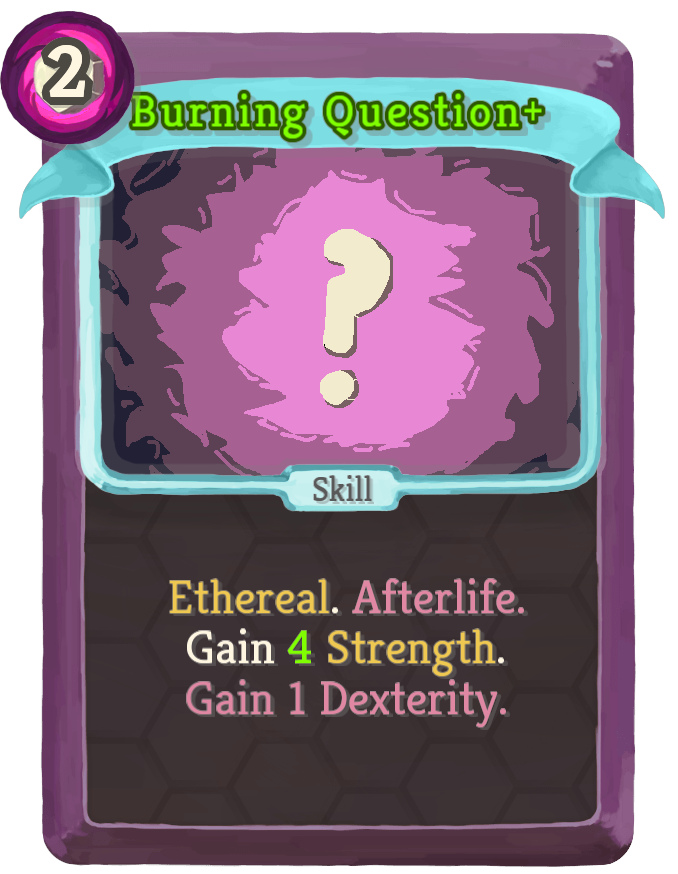 2
Burning Question+
?
Skill
Ethereal. Afterlife.
Gain 4 Strength.
Gain 1 Dexterity.